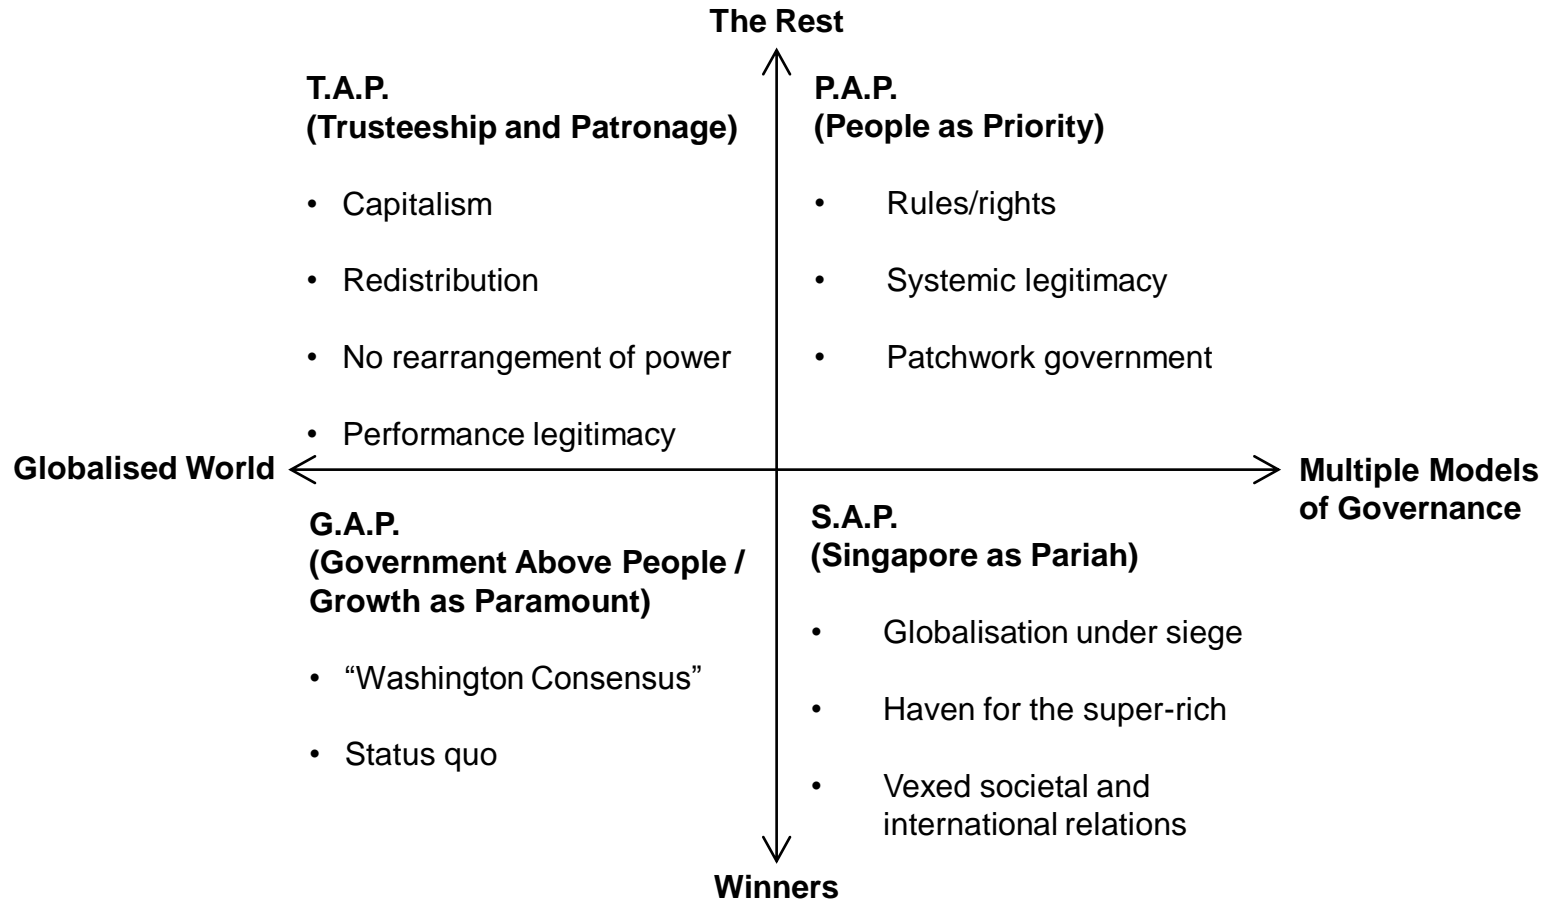 The Rest
T.A.P.
(Trusteeship and Patronage)
• Capitalism
• Redistribution
• No rearrangement of power
• Performance legitimacy
P.A.P.
(People as Priority)
• Rules/rights
• Systemic legitimacy
• Patchwork government
Globalised World
Multiple Models
of Governance
G.A.P.
(Government Above People /
Growth as Paramount)
• “Washington Consensus”
• Status quo
S.A.P.
(Singapore as Pariah)
• Globalisation under siege
• Haven for the super-rich
• Vexed societal and
international relations
Winners